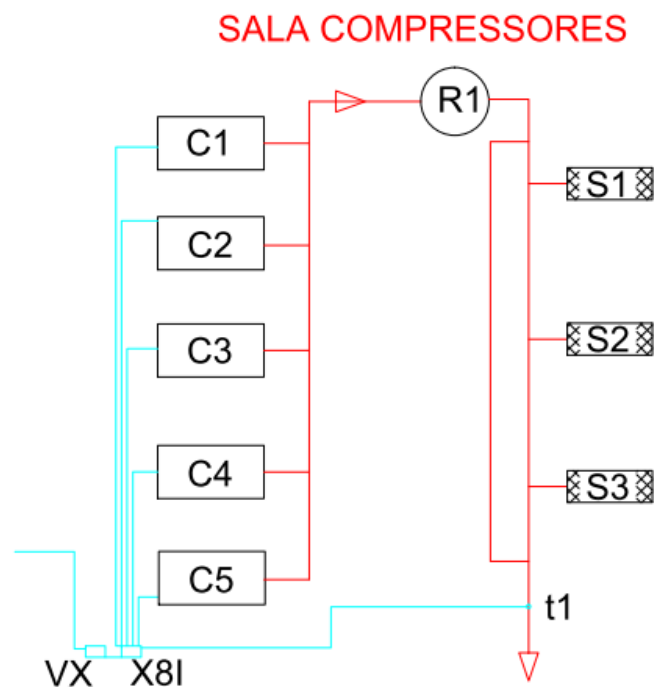 SALA COMPRESSORES
R1
C1
S1
C2
S2
C3
C4
S3
C5
t1
VX X8I